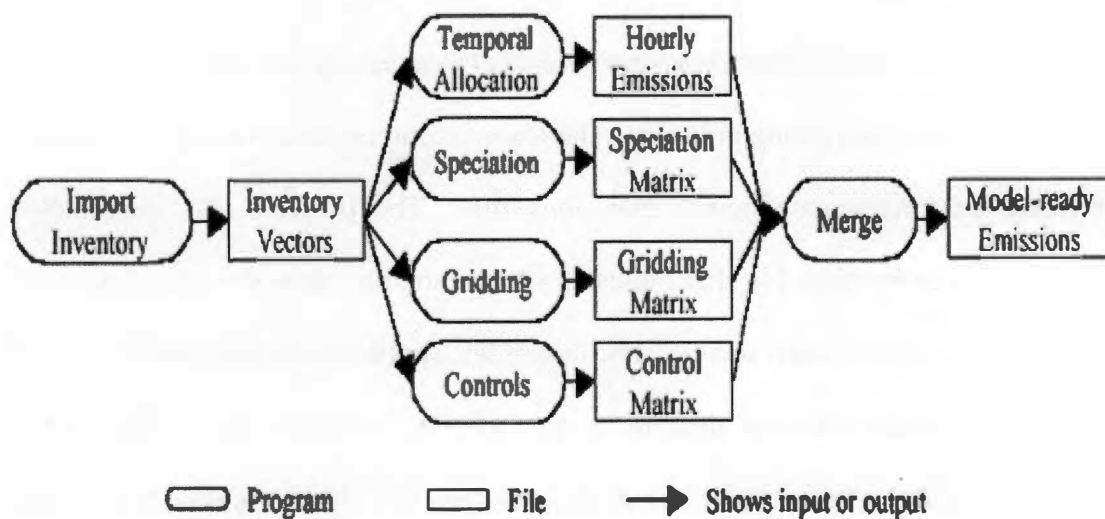 Import
Inventory
Inventory
Vectors
Temporal
Allocation
Hourly
Emissions
Speciation
Speciation
Matrix
Gridding
Gridding
Matrix
Controls
Control
Matrix
Merge
Model-ready
Emissions
Program
File
Shows input or output